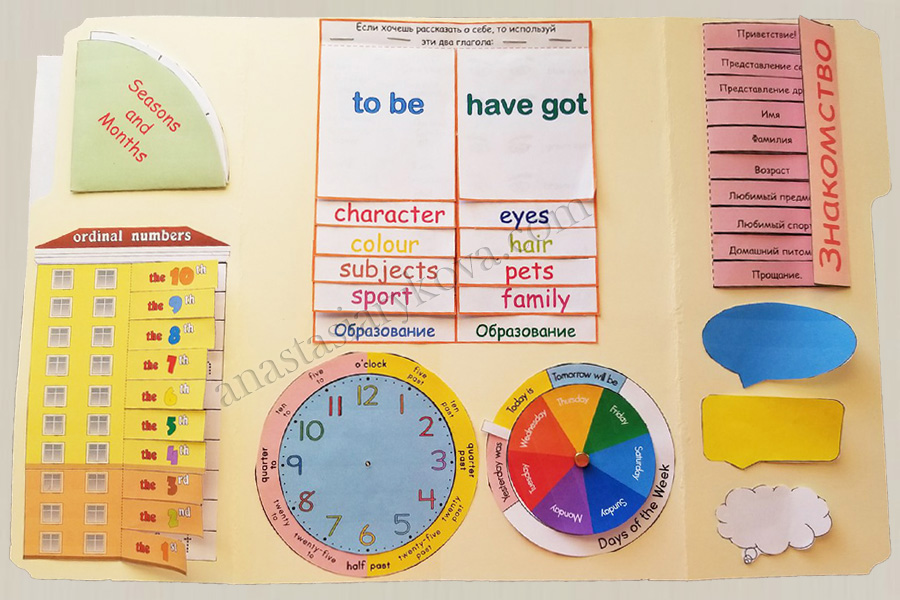 Seasons
and
Months
Если хочешь рассказать о себе, то используй
эти два глагола:
to be
have got
character
eyes
colour
hair
subjects
pets
sport
family
Образование
Образование
Знакомство
Приветствие!
Представление се
Представление др
Имя
Фамилия
Возраст
Любимый предм
Любимый спорт
Домашний питом
Прощание.
ordinal numbers
the 10th
the 9th
the 8th
the 7th
the 6th
the 5th
the 4th
the 3rd
the 2nd
the 1st
o'clock
five past
ten past
quarter past
twenty past
twenty-five past
half past
twenty-five to
twenty to
quarter to
ten to
five to
12
1
2
3
4
5
6
7
8
9
10
11
Yesterday was
Today is
Tomorrow will be
Days of the Week
Monday
Tuesday
Wednesday
Thursday
Friday
Saturday
Sunday
anastasiarykova.com